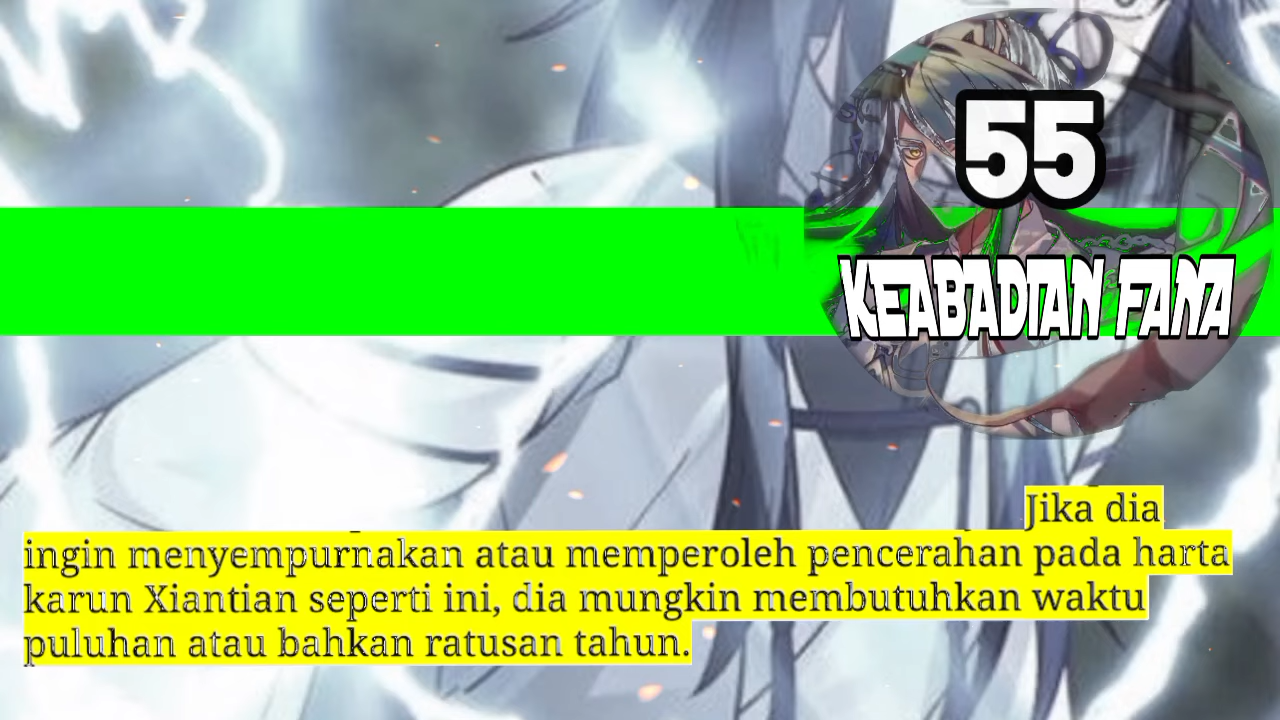 55
KEABADIAN FANA
Jika dia
ingin menyempurnakan atau memperoleh pencerahan pada harta
karun Xiantian seperti ini, dia mungkin membutuhkan waktu
puluhan atau bahkan ratusan tahun.